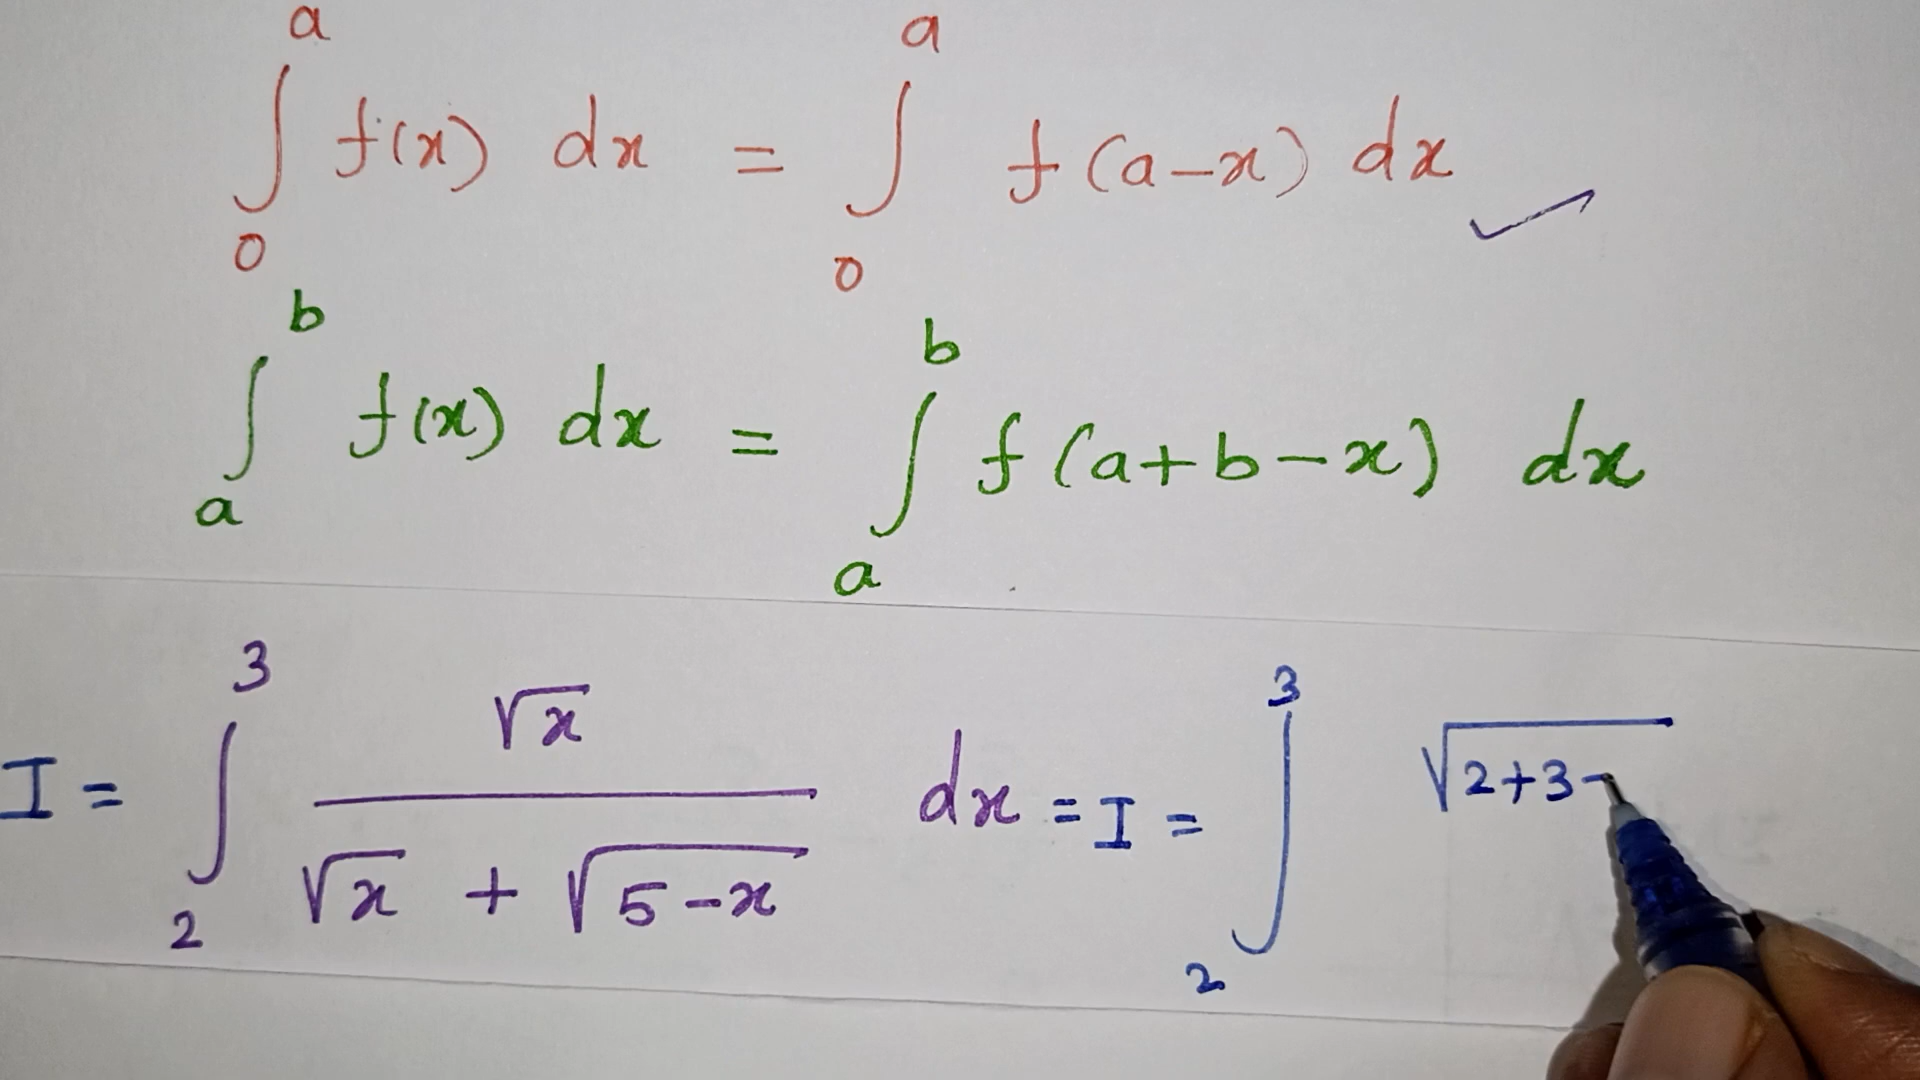 ∫₀ᵃ f(x) dx = ∫₀ᵃ f(a-x) dx ✓
∫ₐᵇ f(x) dx = ∫ₐᵇ f(a+b-x) dx
I = ∫₂³ √x / (√x + √(5-x)) dx = I = ∫₂³ √(2+3-